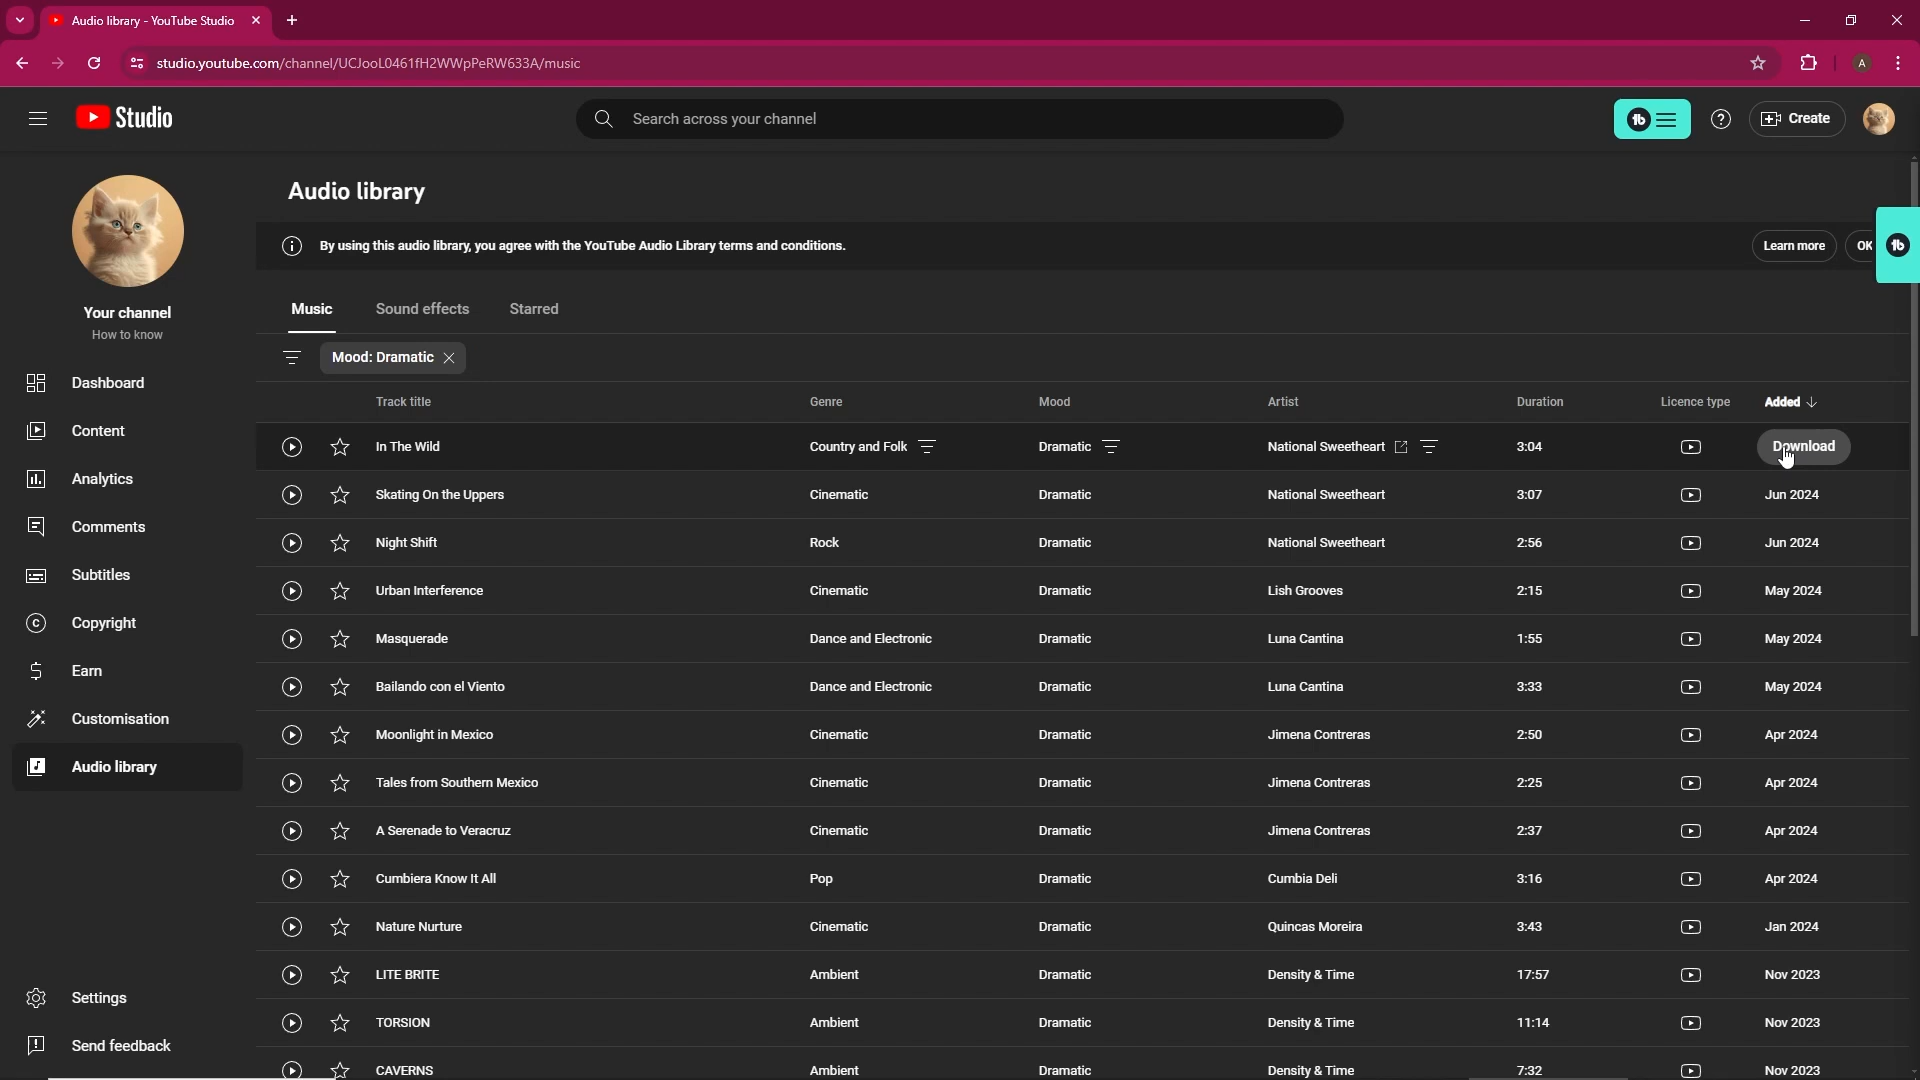 Audio library - YouTube Studio
studio.youtube.com/channel/UCJooL0461fH2WWpPeRW633A/music
A
Studio
Search across your channel
Create
Audio library
By using this audio library, you agree with the YouTube Audio Library terms and conditions.
Learn more
OK
Your channel
How to know
Music Sound effects Starred
Mood: Dramatic
Dashboard
Content
Analytics
Comments
Subtitles
Copyright
Earn
Customisation
Audio library
Settings
Send feedback
Track title Genre Mood Artist Duration Licence type Added
In The Wild Country and Folk Dramatic National Sweetheart 3:04 Download
Skating On the Uppers Cinematic Dramatic National Sweetheart 3:07 Jun 2024
Night Shift Rock Dramatic National Sweetheart 2:56 Jun 2024
Urban Interference Cinematic Dramatic Lish Grooves 2:15 May 2024
Masquerade Dance and Electronic Dramatic Luna Cantina 1:55 May 2024
Bailando con el Viento Dance and Electronic Dramatic Luna Cantina 3:33 May 2024
Moonlight in Mexico Cinematic Dramatic Jimena Contreras 2:50 Apr 2024
Tales from Southern Mexico Cinematic Dramatic Jimena Contreras 2:25 Apr 2024
A Serenade to Veracruz Cinematic Dramatic Jimena Contreras 2:37 Apr 2024
Cumbiera Know It All Pop Dramatic Cumbia Deli 3:16 Apr 2024
Nature Nurture Cinematic Dramatic Quincas Moreira 3:43 Jan 2024
LITE BRITE Ambient Dramatic Density & Time 17:57 Nov 2023
TORSION Ambient Dramatic Density & Time 11:14 Nov 2023
CAVERNS Ambient Dramatic Density & Time 7:32 Nov 2023